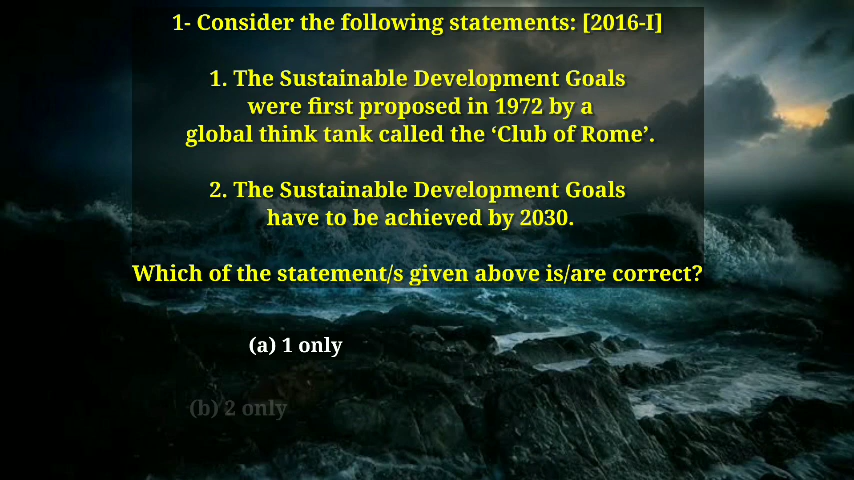 1- Consider the following statements: [2016-I]
1. The Sustainable Development Goals
were first proposed in 1972 by a
global think tank called the ‘Club of Rome’.
2. The Sustainable Development Goals
have to be achieved by 2030.
Which of the statement/s given above is/are correct?
(a) 1 only
(b) 2 only